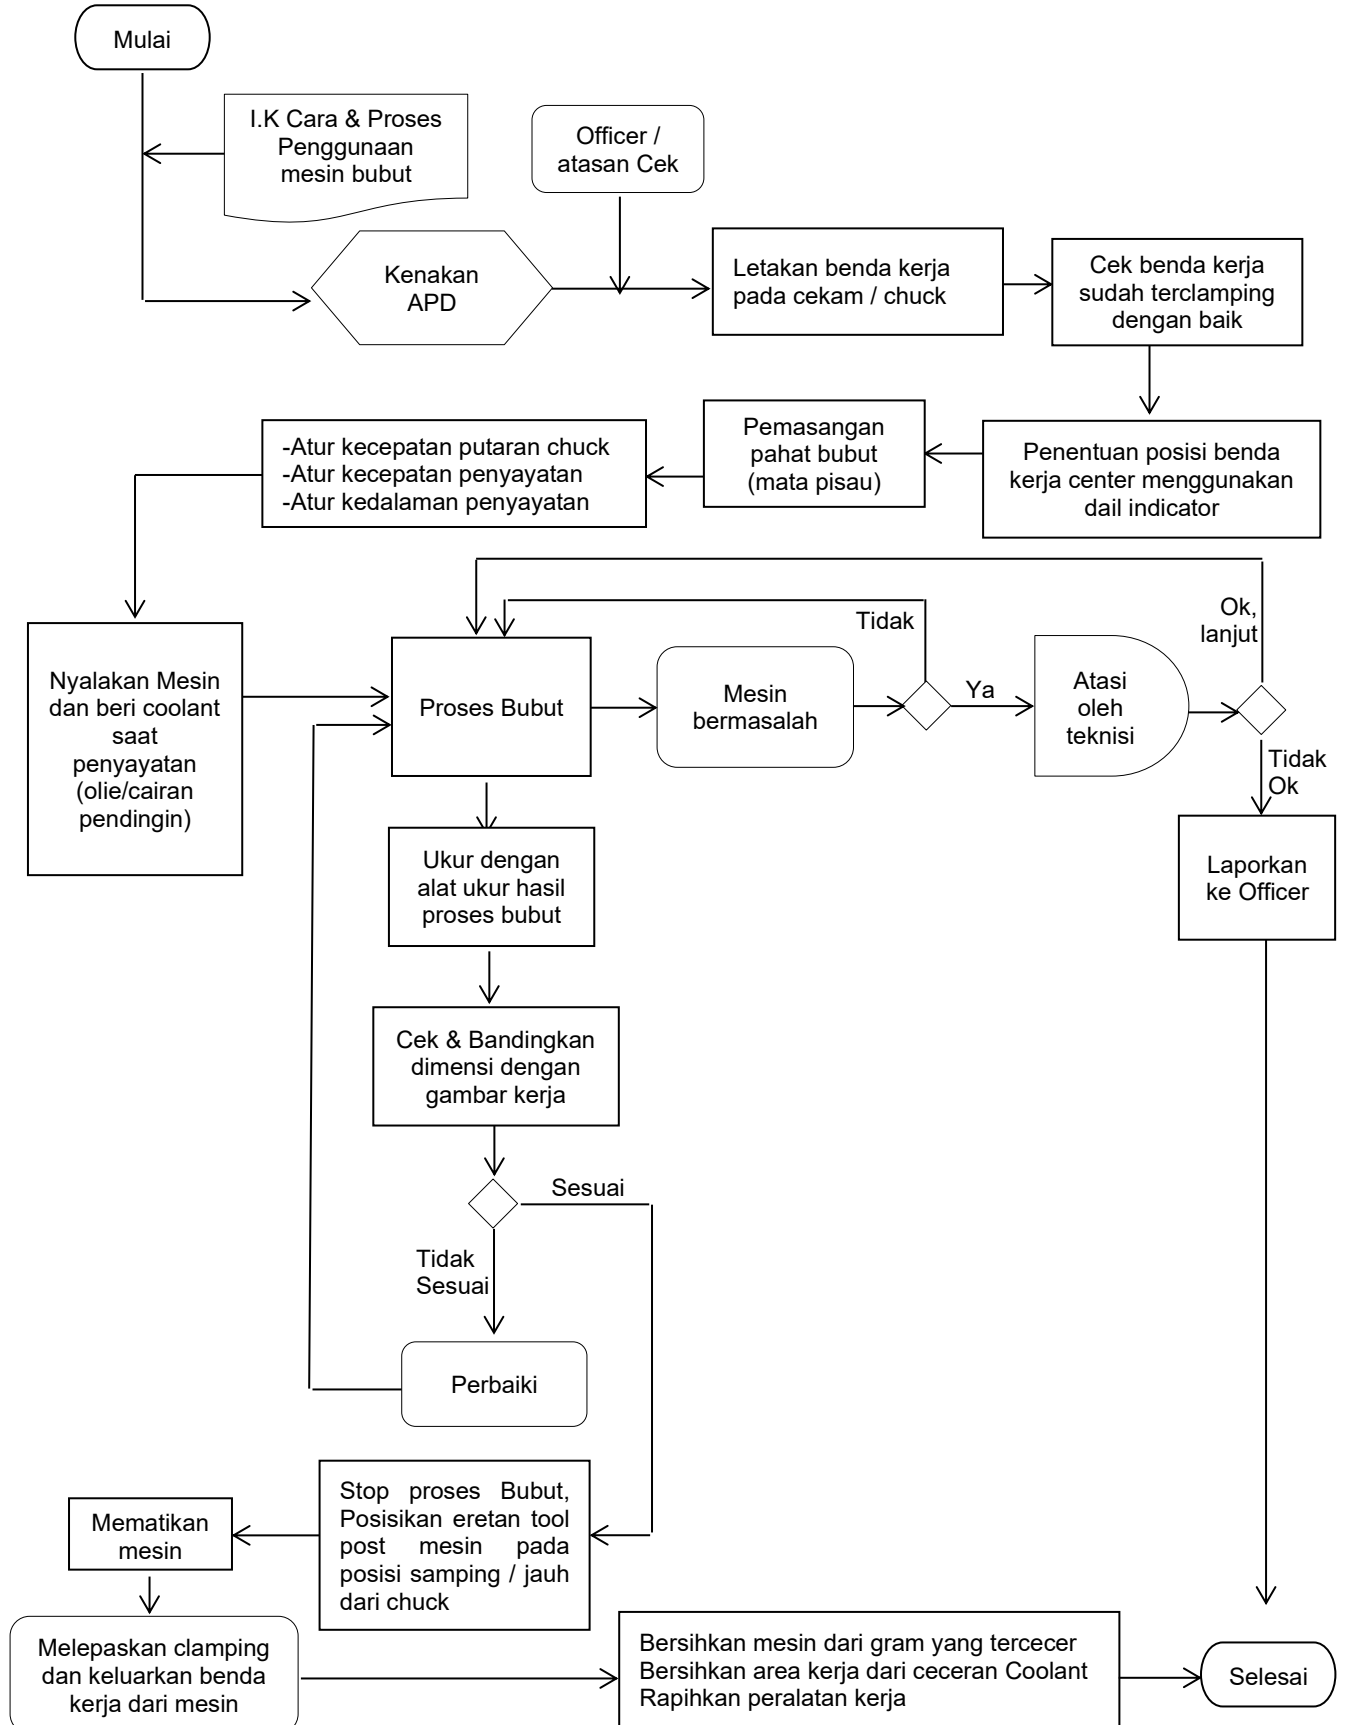 Mulai
I.K Cara & Proses
Penggunaan
mesin bubut
Officer /
atasan Cek
Kenakan
APD
Letakan benda kerja
pada cekam / chuck
Cek benda kerja
sudah terclamping
dengan baik
Penentuan posisi benda
kerja center menggunakan
dail indicator
Pemasangan
pahat bubut
(mata pisau)
-Atur kecepatan putaran chuck
-Atur kecepatan penyayatan
-Atur kedalaman penyayatan
Nyalakan Mesin
dan beri coolant
saat
penyayatan
(olie/cairan
pendingin)
Proses Bubut
Mesin
bermasalah
Tidak
Ya
Atasi
oleh
teknisi
Ok,
lanjut
Tidak
Ok
Laporkan
ke Officer
Ukur dengan
alat ukur hasil
proses bubut
Cek & Bandingkan
dimensi dengan
gambar kerja
Sesuai
Tidak
Sesuai
Perbaiki
Stop proses Bubut,
Posisikan eretan tool
post mesin pada
posisi samping / jauh
dari chuck
Mematikan
mesin
Melepaskan clamping
dan keluarkan benda
kerja dari mesin
Bersihkan mesin dari gram yang tercecer
Bersihkan area kerja dari ceceran Coolant
Rapihkan peralatan kerja
Selesai